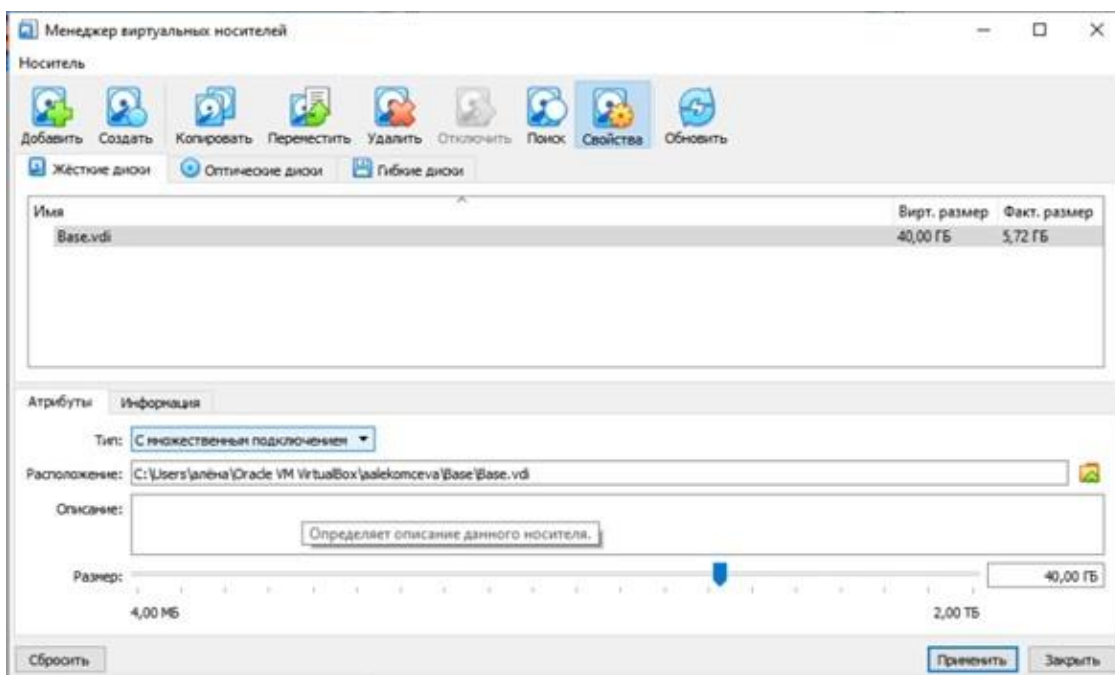 Менеджер виртуальных носителей
Носитель
Добавить Создать Копировать Переместить Удалить Отключить Поиск Свойства Обновить
Жёсткие диски Оптические диски Гибкие диски
Имя Вирт. размер Факт. размер
Base.vdi 40,00 ГБ 5,72 ГБ
Атрибуты Информация
Тип: С множественным подключением
Расположение: C:\Users\алёна\Oracle VM VirtualBox\aalekomceva\Base\Base.vdi
Описание:
Определяет описание данного носителя.
Размер: 40,00 ГБ
4,00 МБ 2,00 ТБ
Сбросить Применить Закрыть